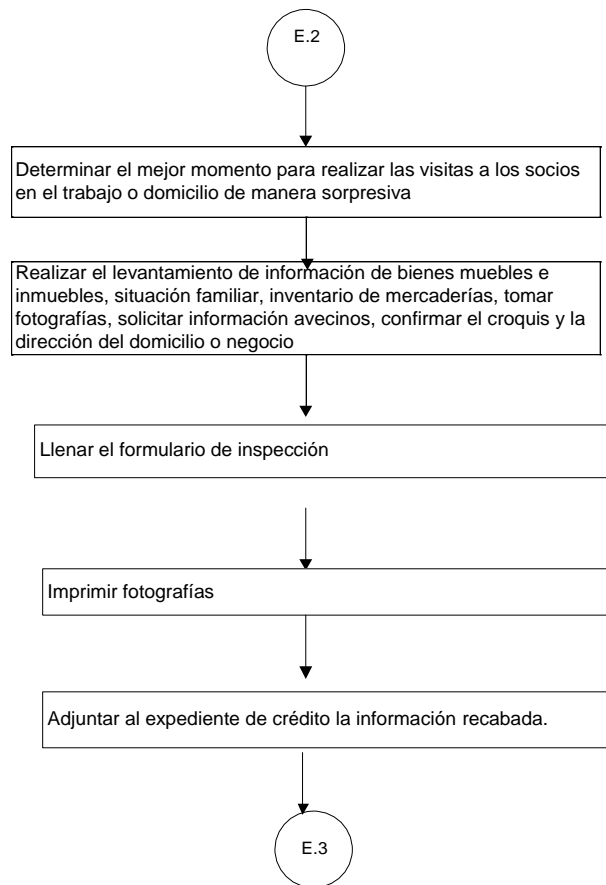 E.2
Determinar el mejor momento para realizar las visitas a los socios
en el trabajo o domicilio de manera sorpresiva
Realizar el levantamiento de información de bienes muebles e
inmuebles, situación familiar, inventario de mercaderías, tomar
fotografías, solicitar información avecinos, confirmar el croquis y la
dirección del domicilio o negocio
Llenar el formulario de inspección
Imprimir fotografías
Adjuntar al expediente de crédito la información recabada.
E.3